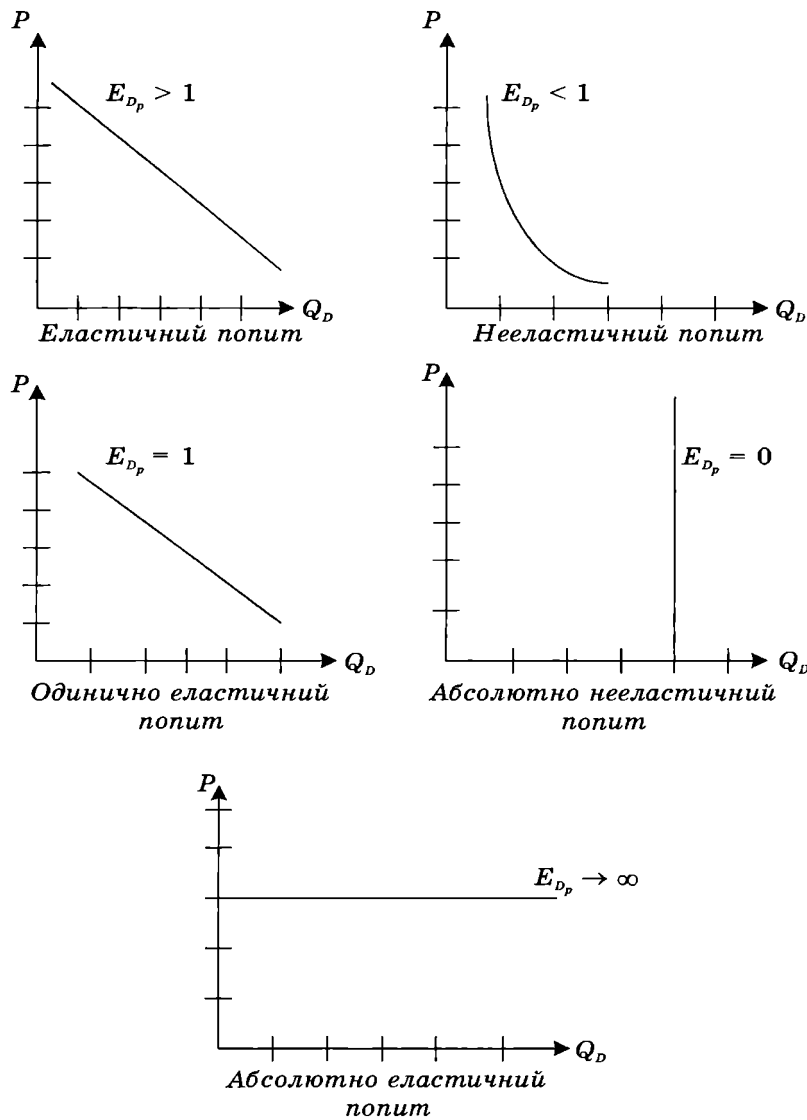 P
E_{D_p} > 1
Q_D
Еластичний попит
P
E_{D_p} < 1
Q_D
Нееластичний попит
P
E_{D_p} = 1
Q_D
Одинично еластичний
попит
P
E_{D_p} = 0
Q_D
Абсолютно нееластичний
попит
P
E_{D_p} → ∞
Q_D
Абсолютно еластичний
попит